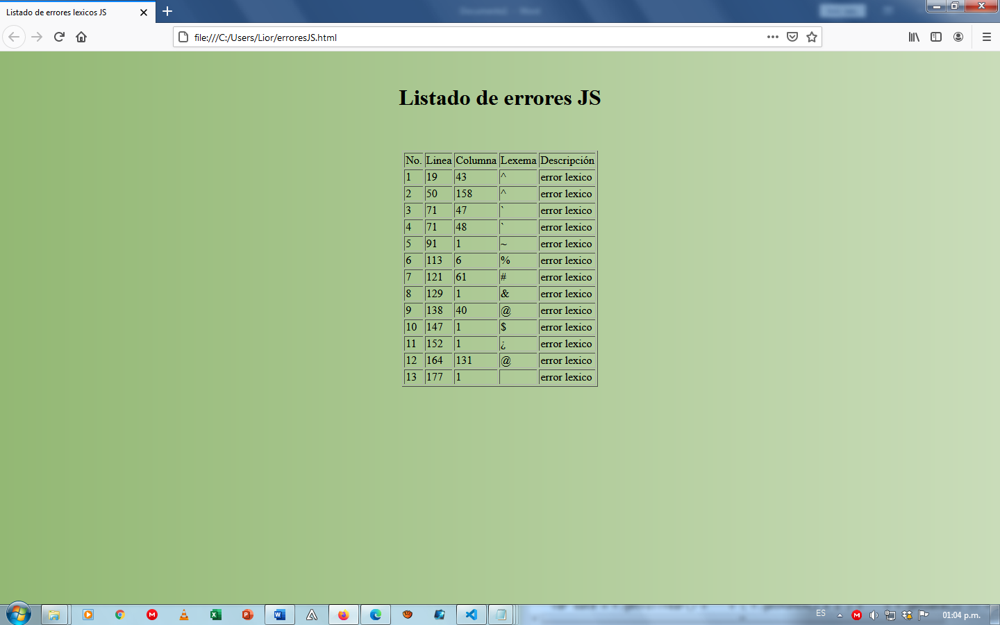 Listado de errores lexicos JS
file:///C:/Users/Lior/erroresJS.html
Listado de errores JS
No. Linea Columna Lexema Descripción
1 19 43 ^ error lexico
2 50 158 ^ error lexico
3 71 47 ` error lexico
4 71 48 ` error lexico
5 91 1 ~ error lexico
6 113 6 % error lexico
7 121 61 # error lexico
8 129 1 & error lexico
9 138 40 @ error lexico
10 147 1 $ error lexico
11 152 1 ¿ error lexico
12 164 131 @ error lexico
13 177 1 error lexico
ES
01:04 p.m.